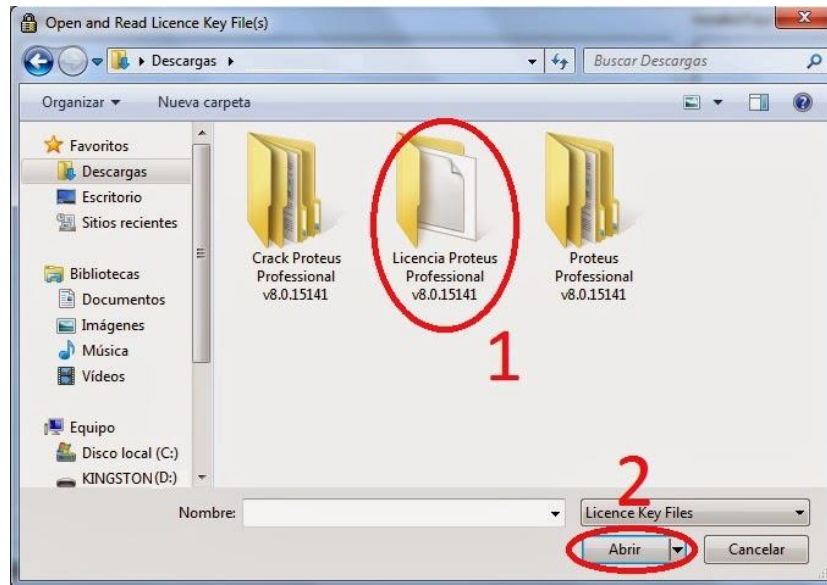 Open and Read Licence Key File(s)
Descargas
Buscar Descargas
Organizar
Nueva carpeta
Favoritos
Descargas
Escritorio
Sitios recientes
Bibliotecas
Documentos
Imágenes
Música
Vídeos
Equipo
Disco local (C:)
KINGSTON (D:)
Crack Proteus
Professional
v8.0.15141
Licencia Proteus
Professional
v8.0.15141
Proteus
Professional
v8.0.15141
1
2
Nombre:
Licence Key Files
Abrir
Cancelar